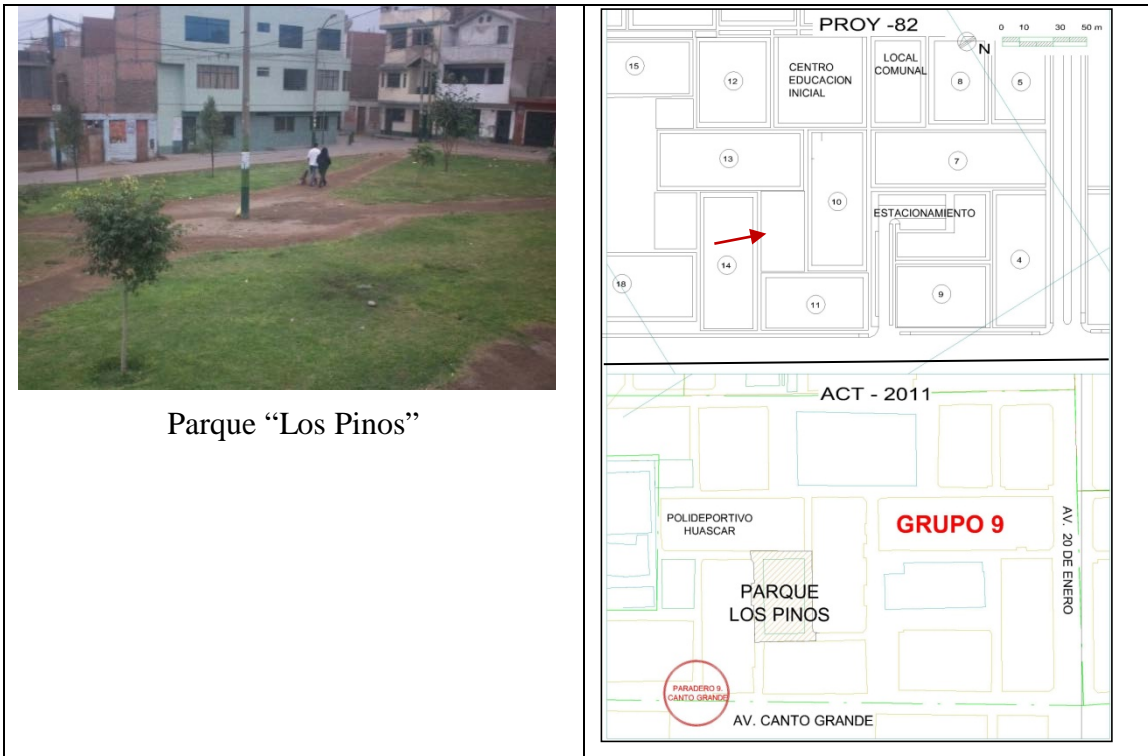 Parque “Los Pinos”
PROY -82
0 10 30 50 m
N
15
12
CENTRO
EDUCACION
INICIAL
LOCAL
COMUNAL
8
5
13
7
10
ESTACIONAMIENTO
14
4
18
9
11
ACT - 2011
POLIDEPORTIVO
HUASCAR
GRUPO 9
AV. 20 DE ENERO
PARQUE
LOS PINOS
PARADERO 9.
CANTO GRANDE
AV. CANTO GRANDE